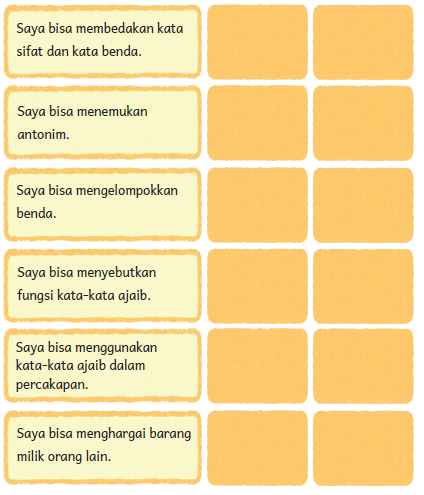 Saya bisa membedakan kata
sifat dan kata benda.
Saya bisa menemukan
antonim.
Saya bisa mengelompokkan
benda.
Saya bisa menyebutkan
fungsi kata-kata ajaib.
Saya bisa menggunakan
kata-kata ajaib dalam
percakapan.
Saya bisa menghargai barang
milik orang lain.